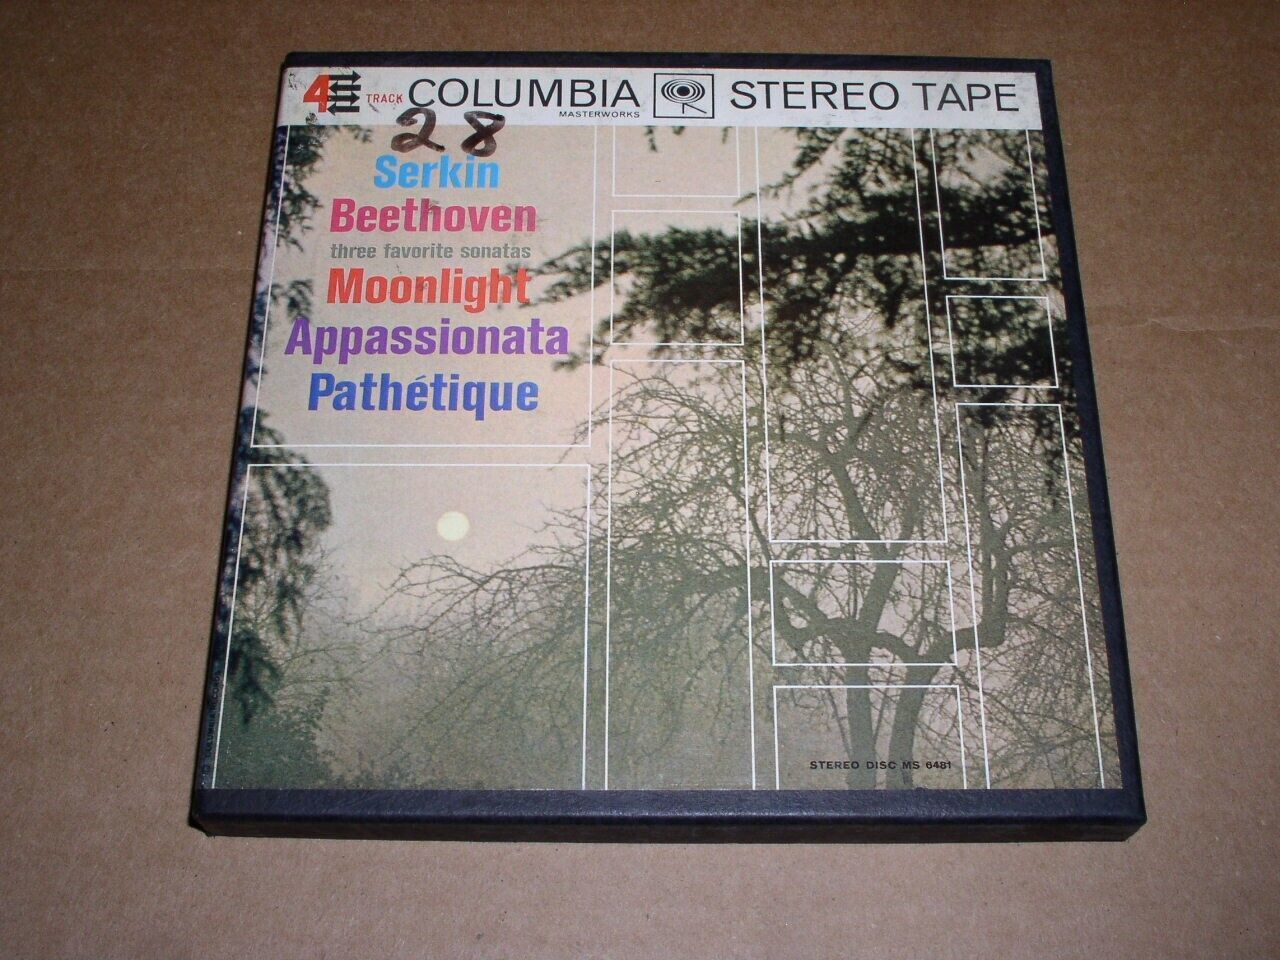 4 TRACK COLUMBIA STEREO TAPE
MASTERWORKS
28
Serkin
Beethoven
three favorite sonatas
Moonlight
Appassionata
Pathétique
STEREO DISC MS 6481